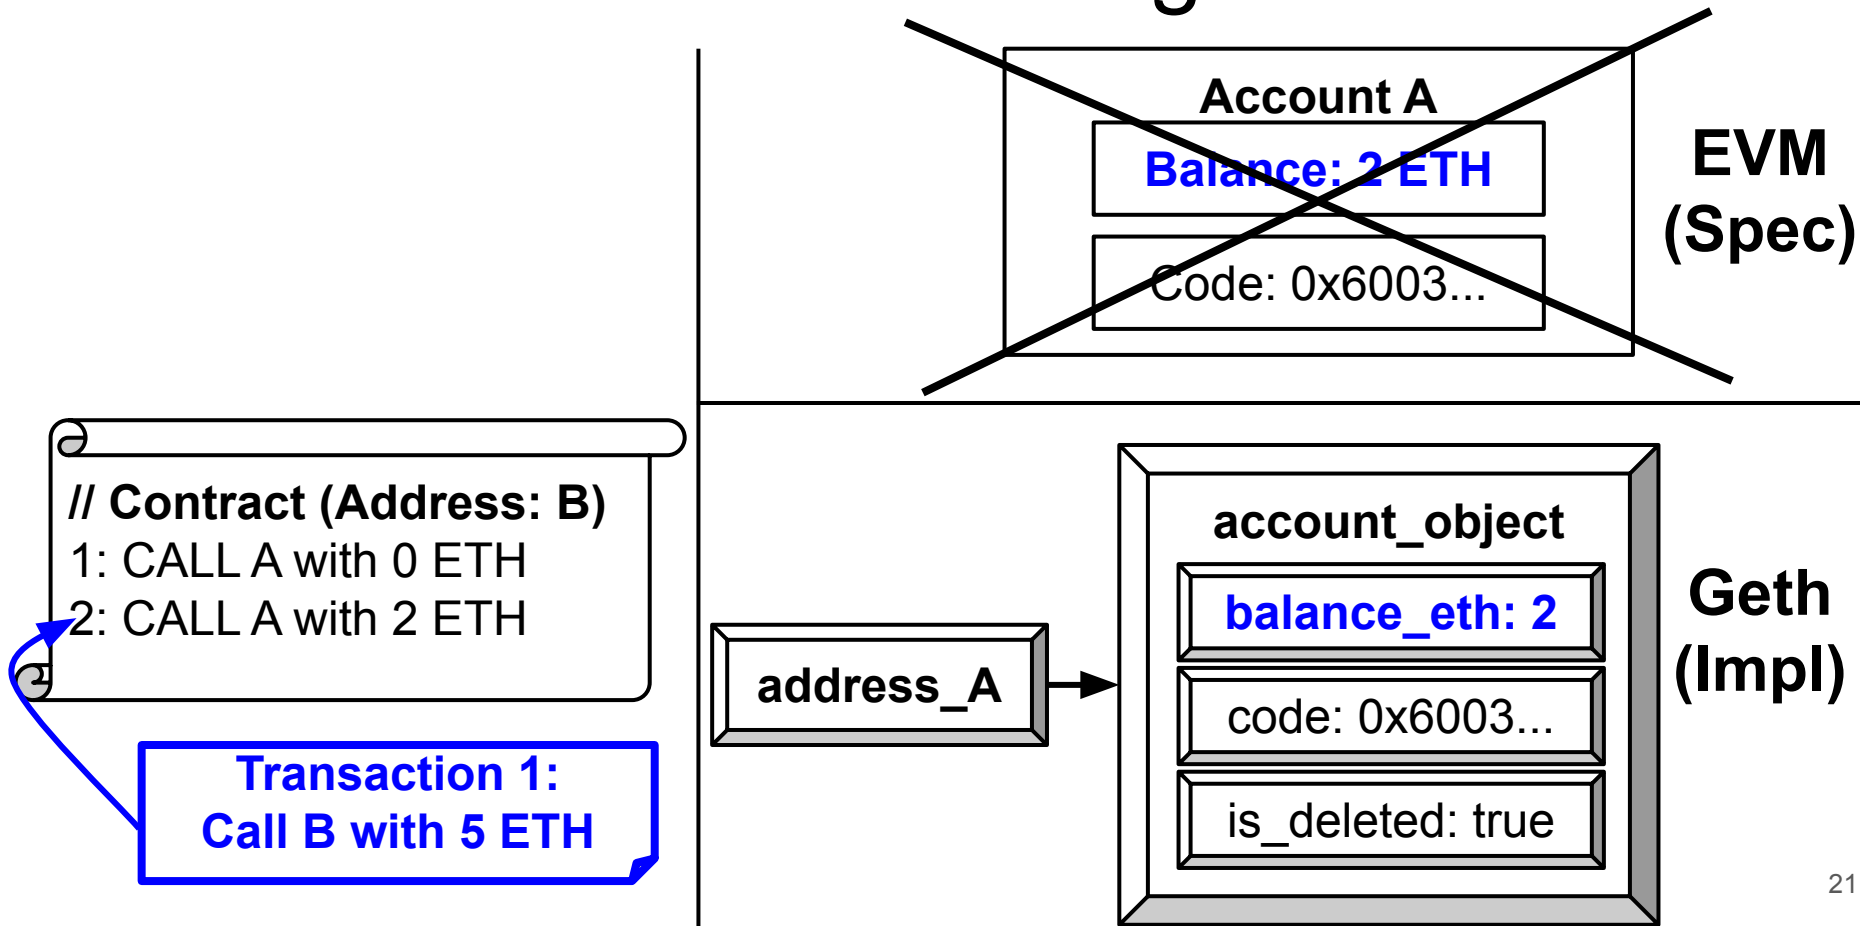 Account A
Balance: 2 ETH
Code: 0x6003...
EVM
(Spec)
// Contract (Address: B)
1: CALL A with 0 ETH
2: CALL A with 2 ETH
Transaction 1:
Call B with 5 ETH
address_A
account_object
balance_eth: 2
code: 0x6003...
is_deleted: true
Geth
(Impl)
21